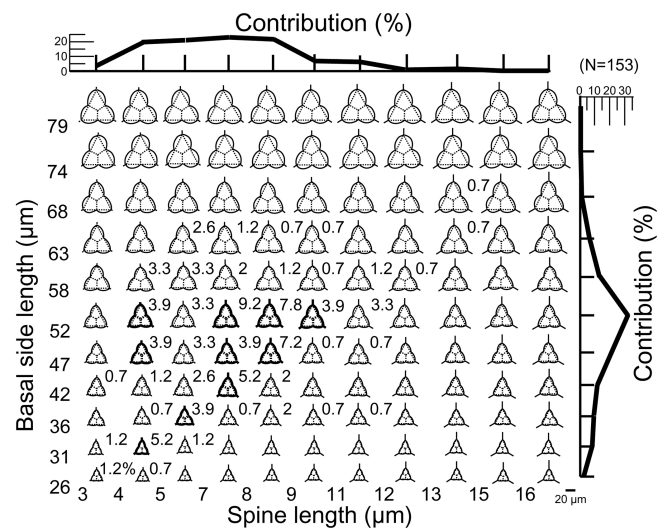 Contribution (%)
20
10
0
(N=153)
0 10 20 30
79
74
68
0.7
63
2.6 1.2 0.7 0.7 0.7
58
3.3 3.3 2 1.2 0.7 1.2 0.7
52
3.9 3.3 9.2 7.8 3.9 3.3
47
3.9 3.3 3.9 7.2 0.7 0.7
42
0.7 1.2 2.6 5.2 2
36
0.7 3.9 0.7 2 0.7 0.7
31
1.2 5.2 1.2
26
1.2% 0.7
3 4 5 7 8 9 11 12 13 15 16
20 µm
Spine length (µm)
Basal side length (µm)
Contribution (%)